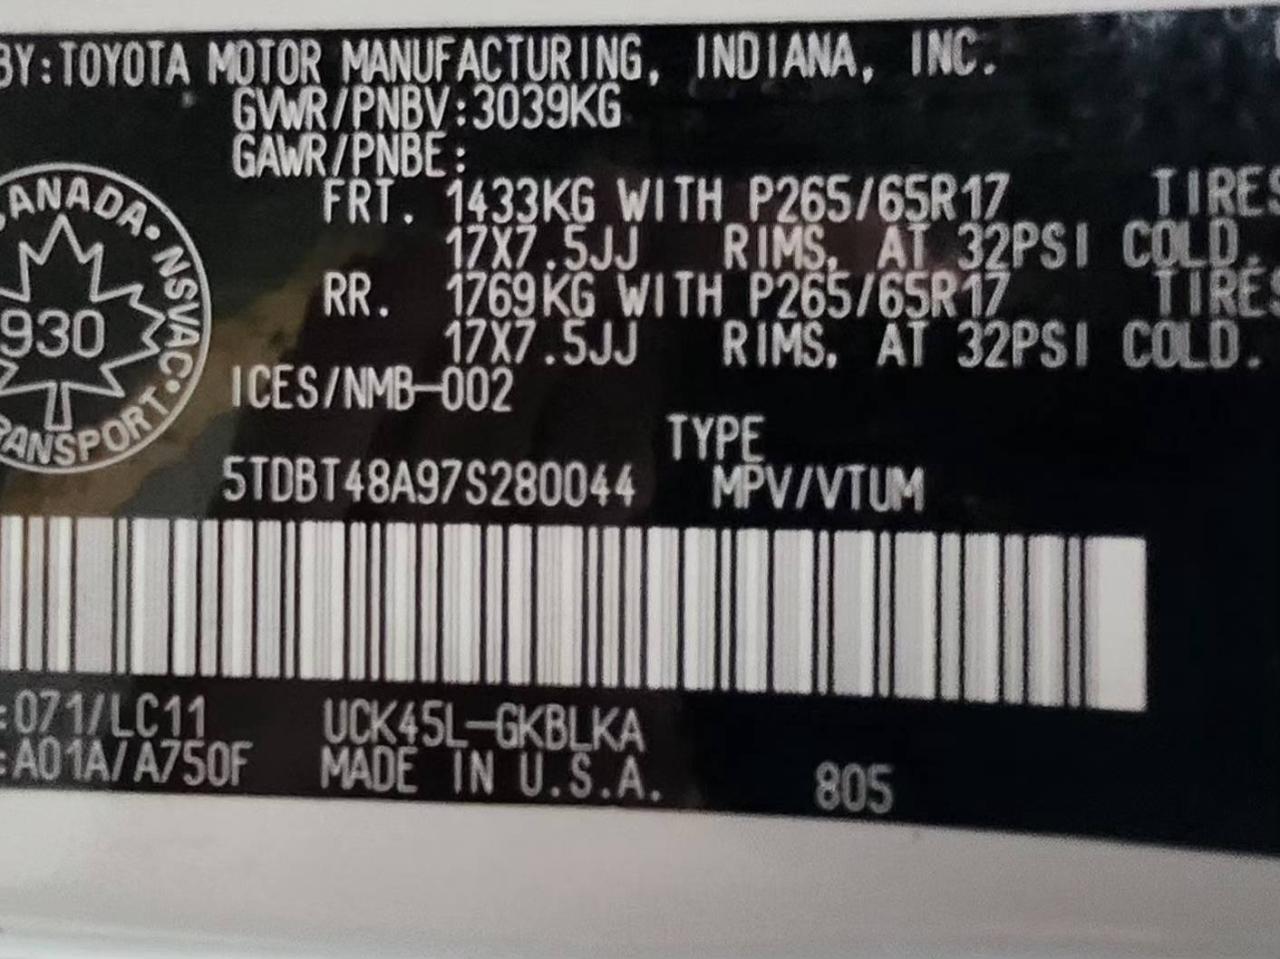 BY:TOYOTA MOTOR MANUFACTURING, INDIANA, INC.
GVWR/PNBV:3039KG
GAWR/PNBE:
FRT. 1433KG WITH P265/65R17 TIRES
17X7.5JJ RIMS, AT 32PSI COLD.
RR. 1769KG WITH P265/65R17 TIRES
17X7.5JJ RIMS, AT 32PSI COLD.
CANADA • NSVAC • TRANSPORT
930
ICES/NMB-002
TYPE
5TDBT48A97S280044 MPV/VTUM
:071/LC11 UCK45L-GKBLKA
:A01A/A750F MADE IN U.S.A. 805